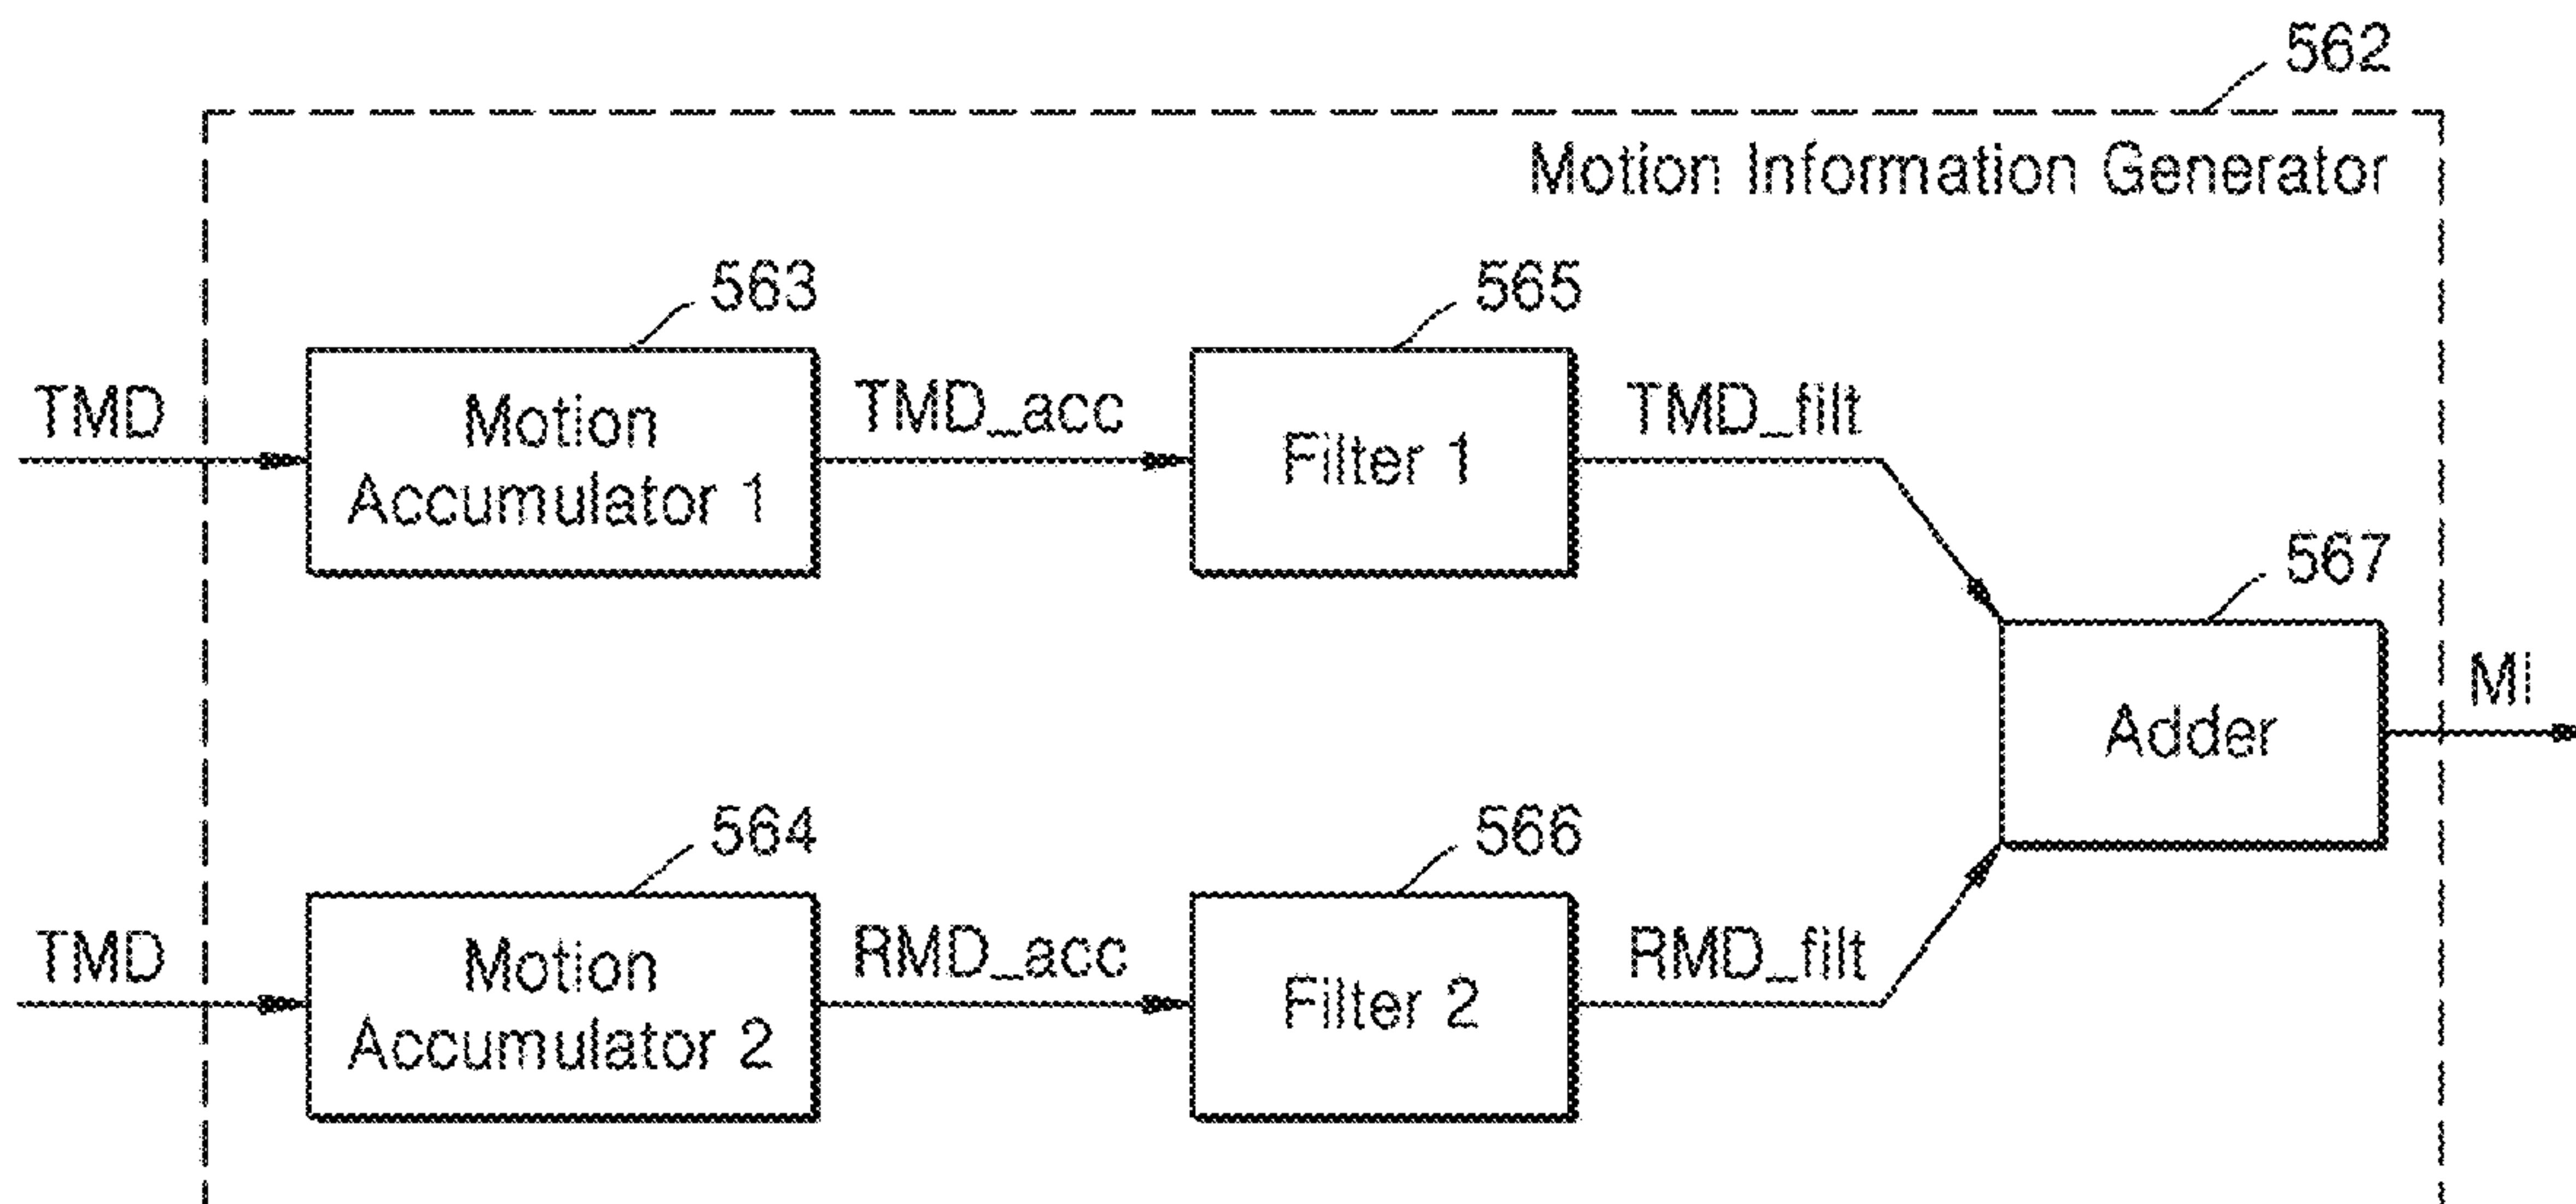 562
Motion Information Generator
563
565
TMD
Motion
Accumulator 1
TMD_acc
Filter 1
TMD_filt
567
Adder
MI
564
566
TMD
Motion
Accumulator 2
RMD_acc
Filter 2
RMD_filt